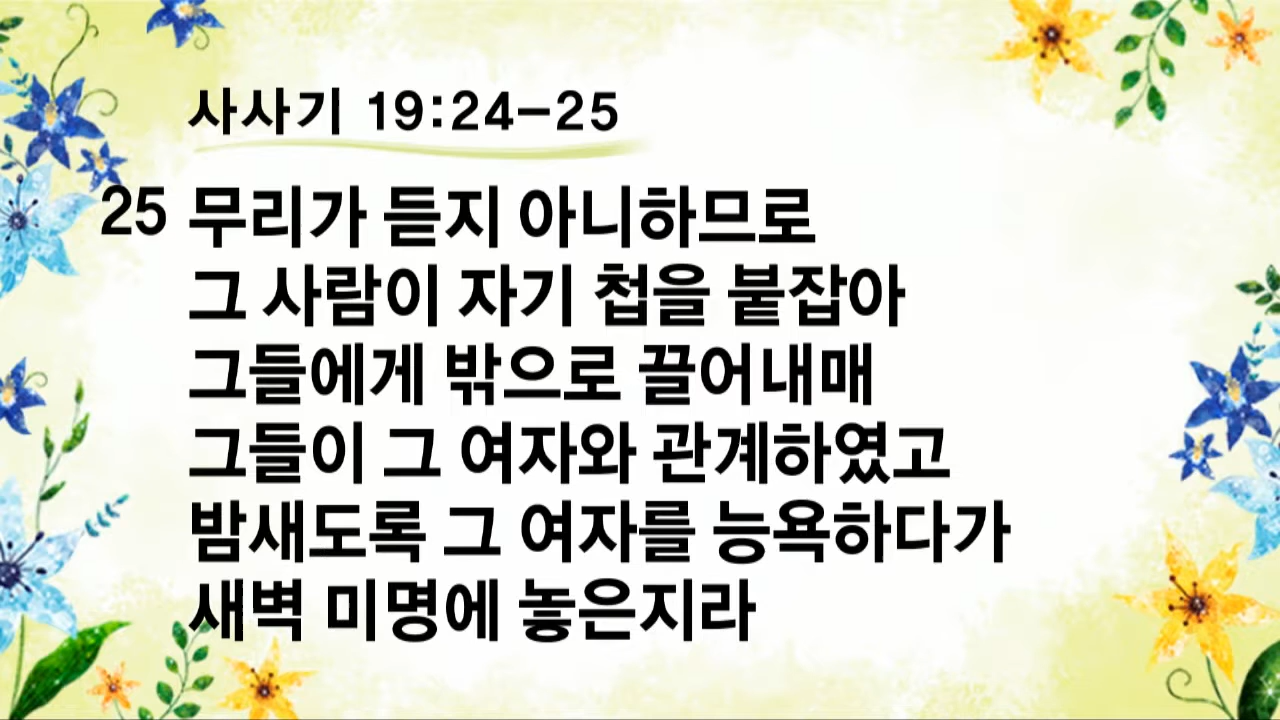 사사기 19:24-25
25 무리가 듣지 아니하므로
그 사람이 자기 첩을 붙잡아
그들에게 밖으로 끌어내매
그들이 그 여자와 관계하였고
밤새도록 그 여자를 능욕하다가
새벽 미명에 놓은지라